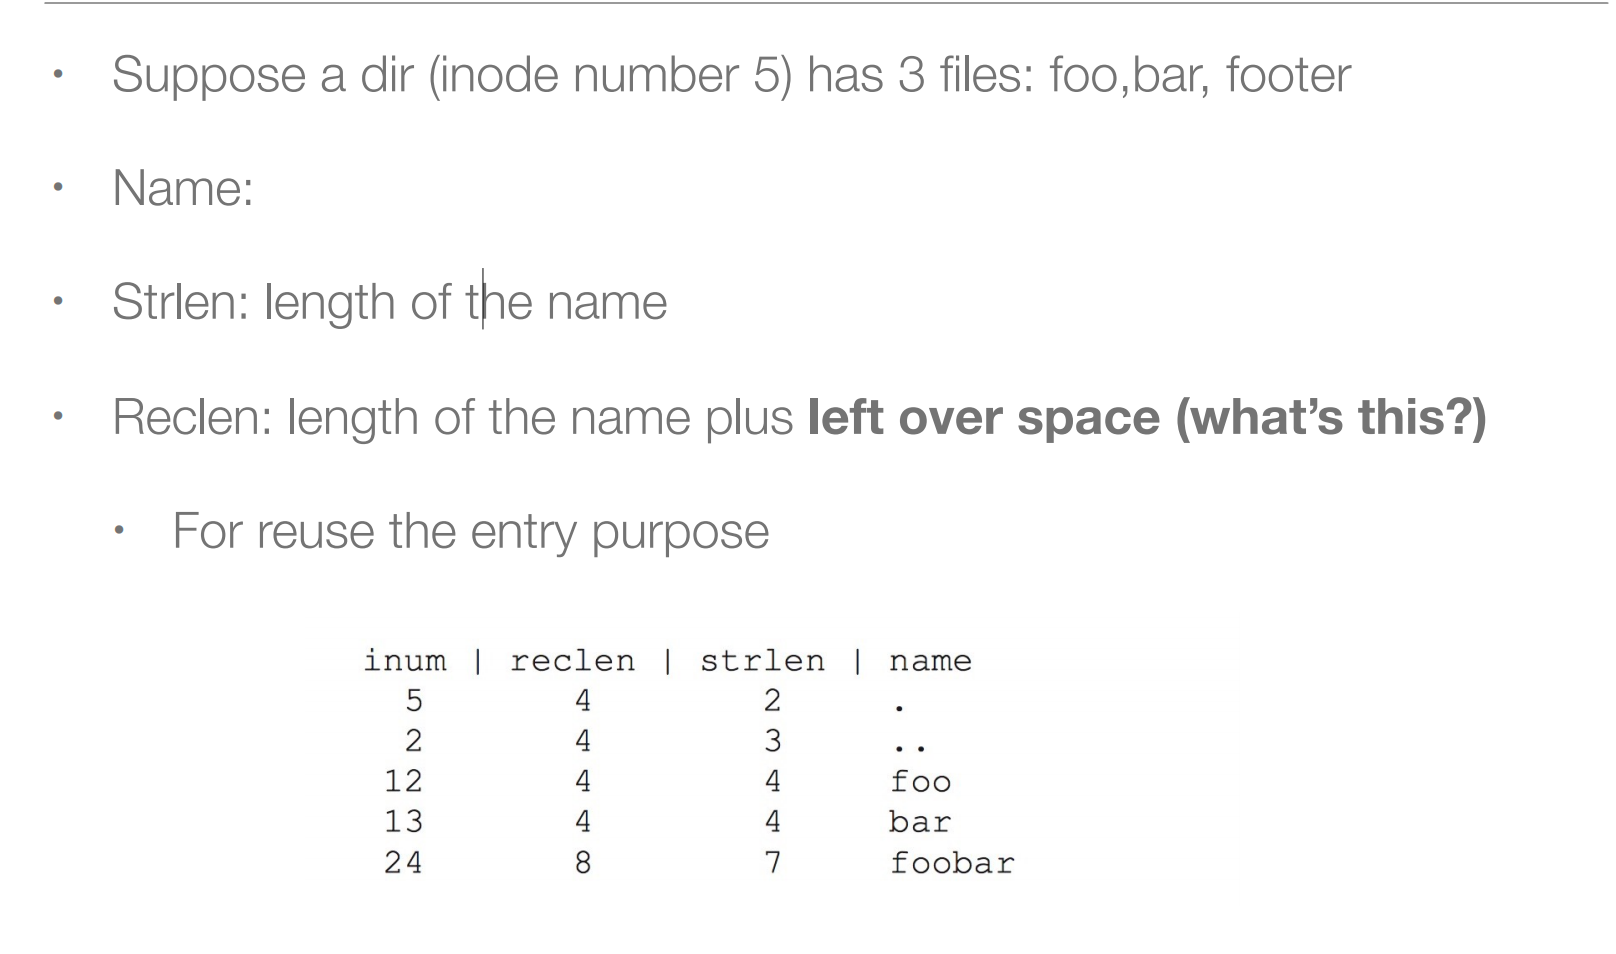 • Suppose a dir (inode number 5) has 3 files: foo,bar, footer
• Name:
• Strlen: length of the name
• Reclen: length of the name plus left over space (what’s this?)
• For reuse the entry purpose
inum | reclen | strlen | name
5 4 2 .
2 4 3 ..
12 4 4 foo
13 4 4 bar
24 8 7 foobar